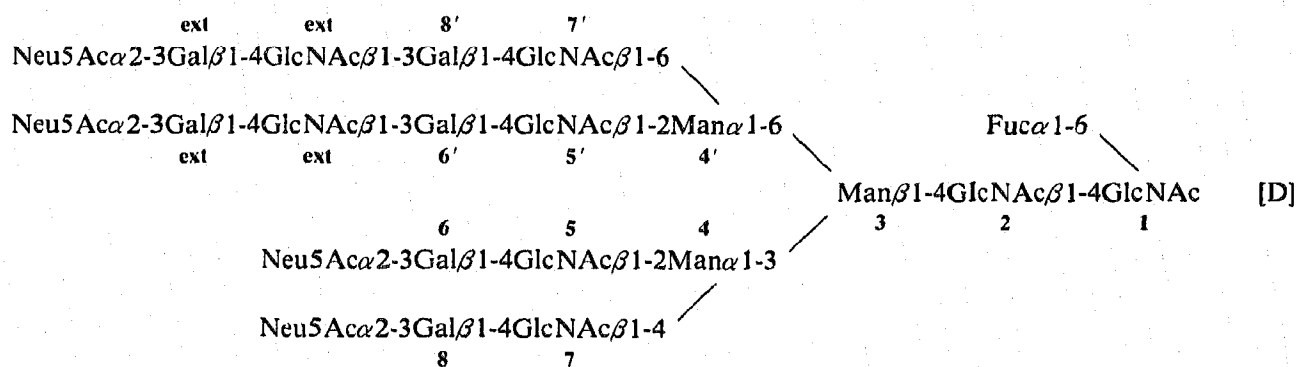 ext ext 8' 7'
Neu5Acα2-3Galβ1-4GlcNAcβ1-3Galβ1-4GlcNAcβ1-6
Neu5Acα2-3Galβ1-4GlcNAcβ1-3Galβ1-4GlcNAcβ1-2Manα1-6 Fucα1-6
ext ext 6' 5' 4'
Manβ1-4GlcNAcβ1-4GlcNAc [D]
3 2 1
6 5 4
Neu5Acα2-3Galβ1-4GlcNAcβ1-2Manα1-3
Neu5Acα2-3Galβ1-4GlcNAcβ1-4
8 7